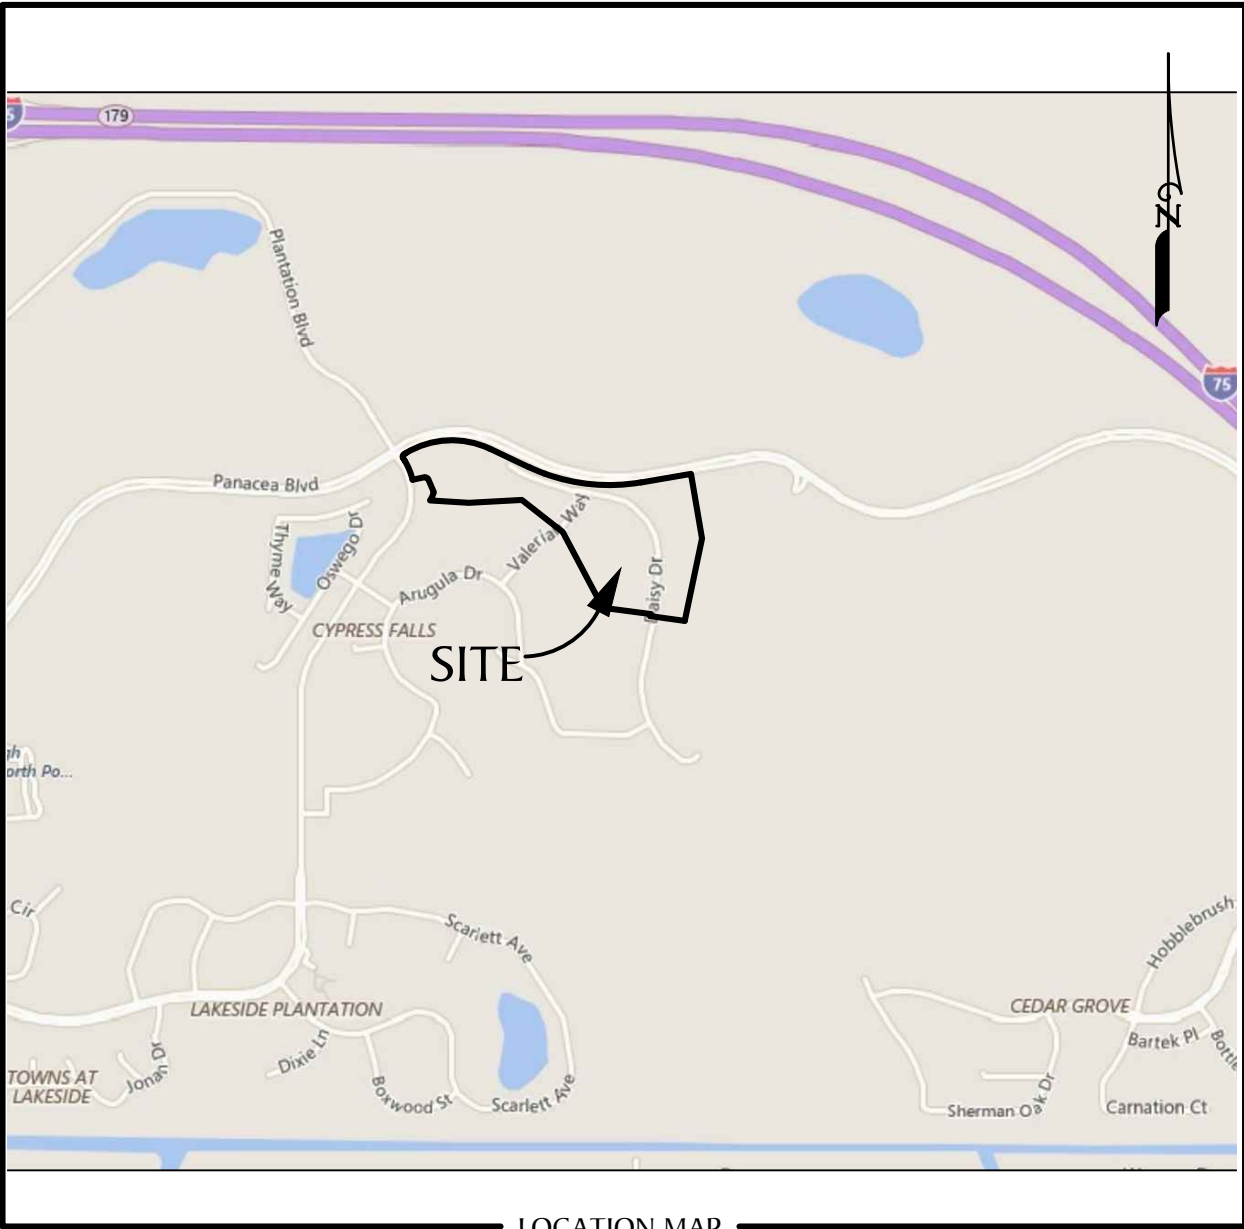 179
N
Plantation Blvd
75
Panacea Blvd
Thyme Way
Oswego Dr
Valerian Way
Arugula Dr
Daisy Dr
CYPRESS FALLS
SITE
Cir
Scarlett Ave
Hobblebrush
LAKESIDE PLANTATION
CEDAR GROVE
Dixie Ln
Bartek Pl
TOWNS AT
LAKESIDE
Jonah Dr
Boxwood St
Scarlett Ave
Sherman Oak Dr
Carnation Ct
LOCATION MAP